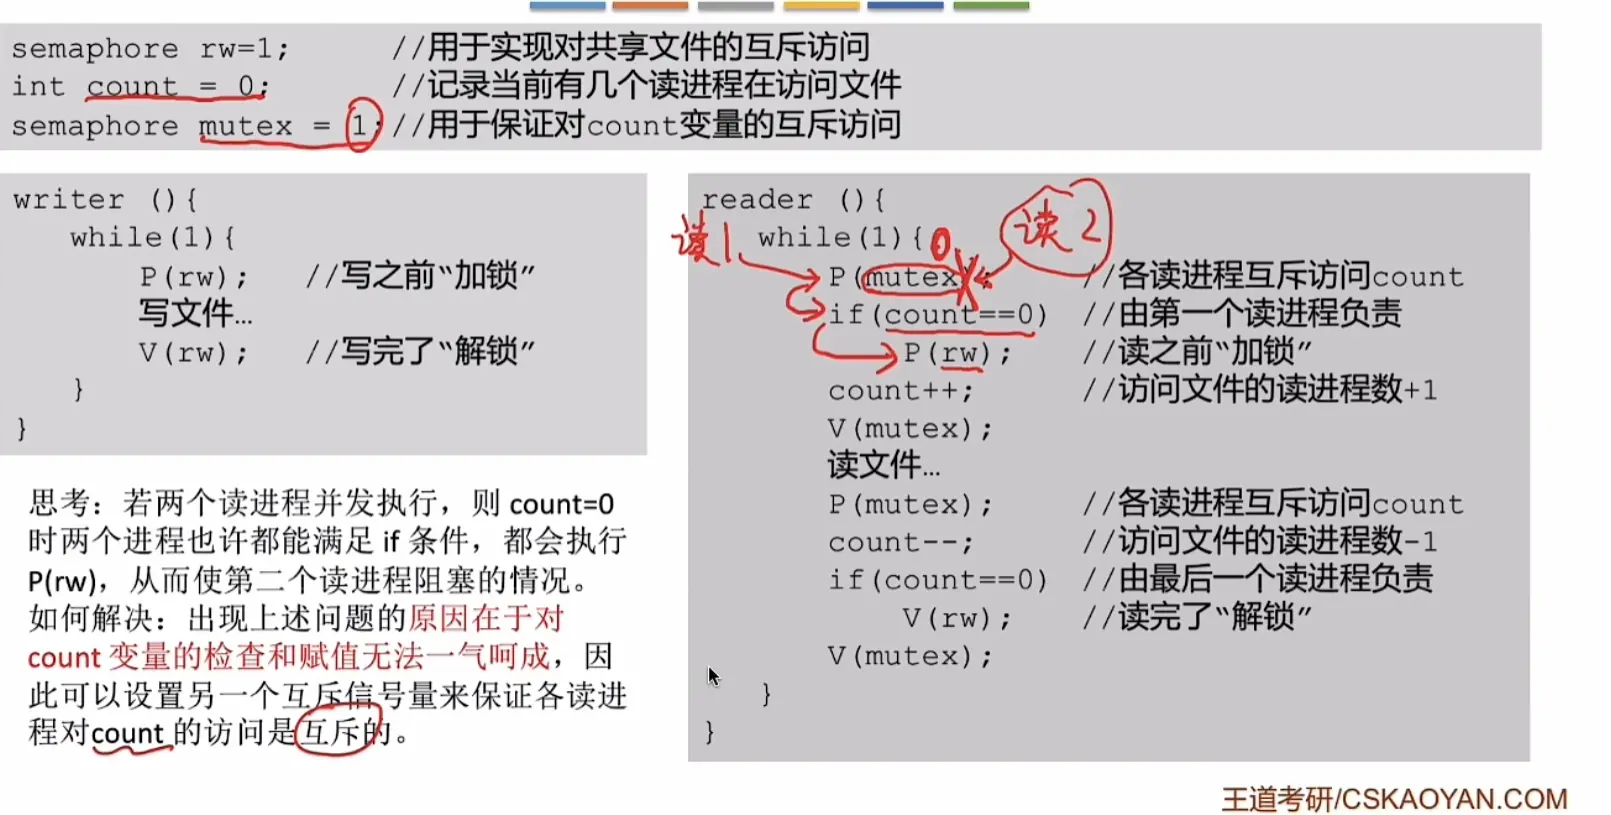 semaphore rw=1; //用于实现对共享文件的互斥访问
int count = 0; //记录当前有几个读进程在访问文件
semaphore mutex = 1; //用于保证对count变量的互斥访问
writer (){
while(1){
P(rw); //写之前“加锁”
写文件…
V(rw); //写完了“解锁”
}
}
思考：若两个读进程并发执行，则 count=0
时两个进程也许都能满足 if 条件，都会执行
P(rw)，从而使第二个读进程阻塞的情况。
如何解决：出现上述问题的原因在于对
count 变量的检查和赋值无法一气呵成，因
此可以设置另一个互斥信号量来保证各读进
程对count 的访问是互斥的。
reader (){
读1
while(1){
0
读2
P(mutex); //各读进程互斥访问count
if(count==0) //由第一个读进程负责
P(rw); //读之前“加锁”
count++; //访问文件的读进程数+1
V(mutex);
读文件…
P(mutex); //各读进程互斥访问count
count--; //访问文件的读进程数-1
if(count==0) //由最后一个读进程负责
V(rw); //读完了“解锁”
V(mutex);
}
}
王道考研/CSKAOYAN.COM